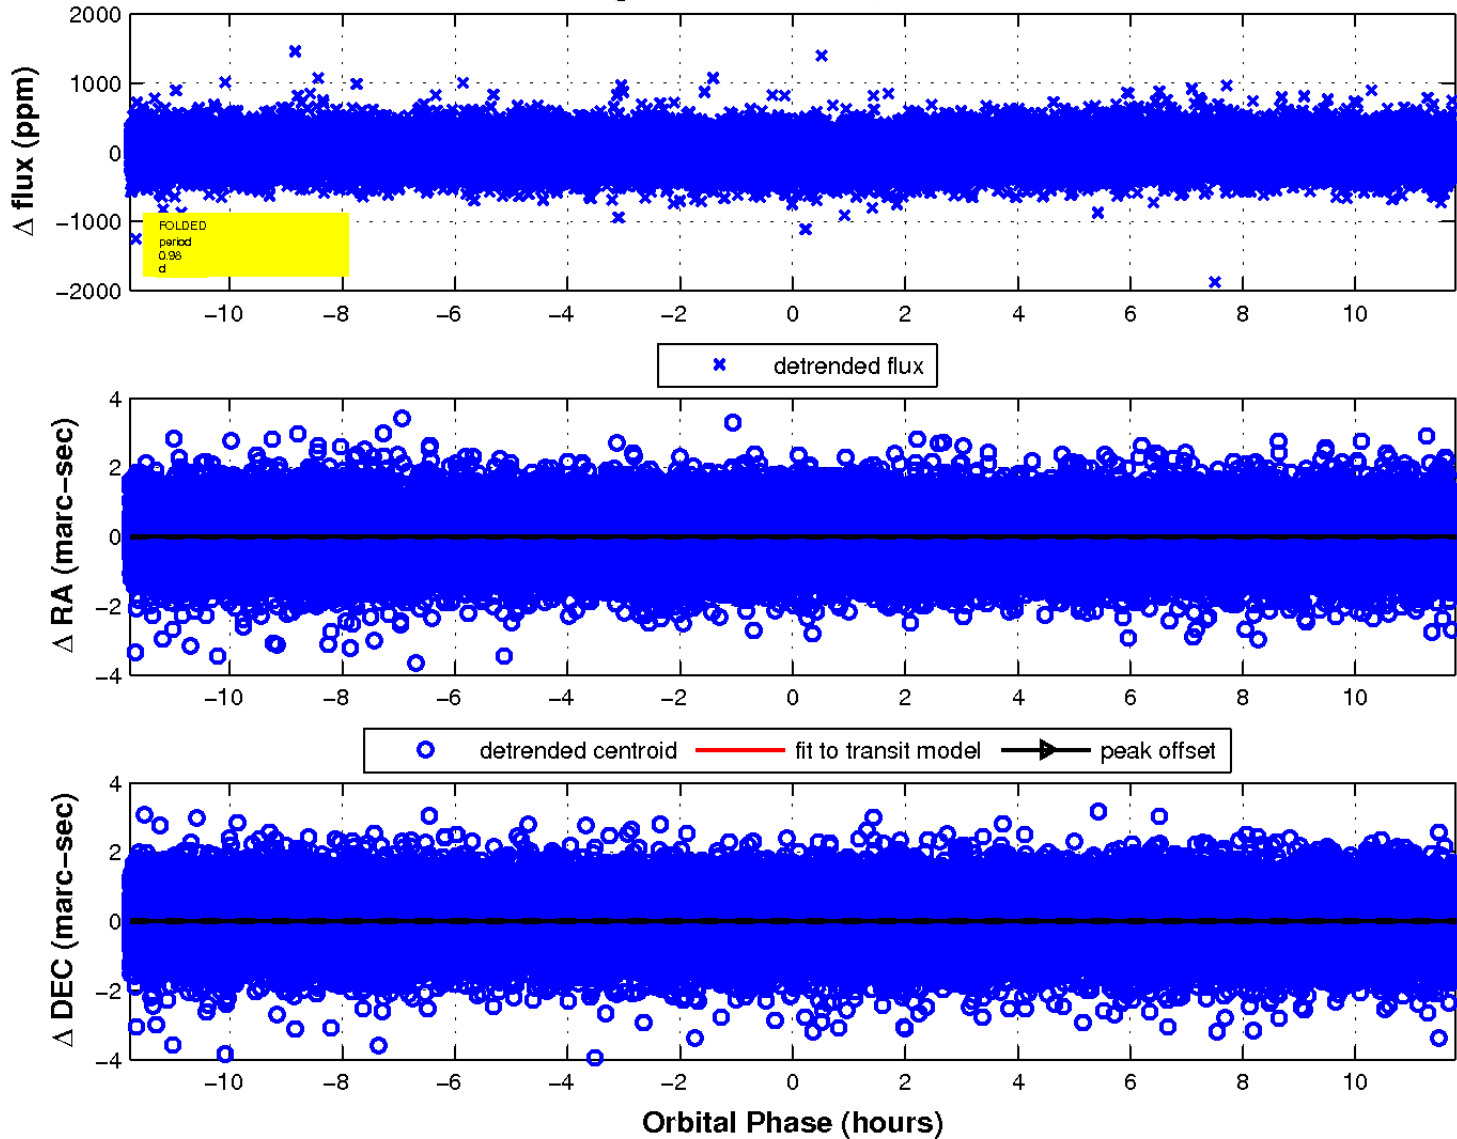 2000
1000
0
−1000
−2000
Δ flux (ppm)
FOLDED
period
0.98
d
−10 −8 −6 −4 −2 0 2 4 6 8 10
detrended flux
4
2
0
−2
−4
Δ RA (marc−sec)
−10 −8 −6 −4 −2 0 2 4 6 8 10
detrended centroid fit to transit model peak offset
4
2
0
−2
−4
Δ DEC (marc−sec)
−10 −8 −6 −4 −2 0 2 4 6 8 10
Orbital Phase (hours)